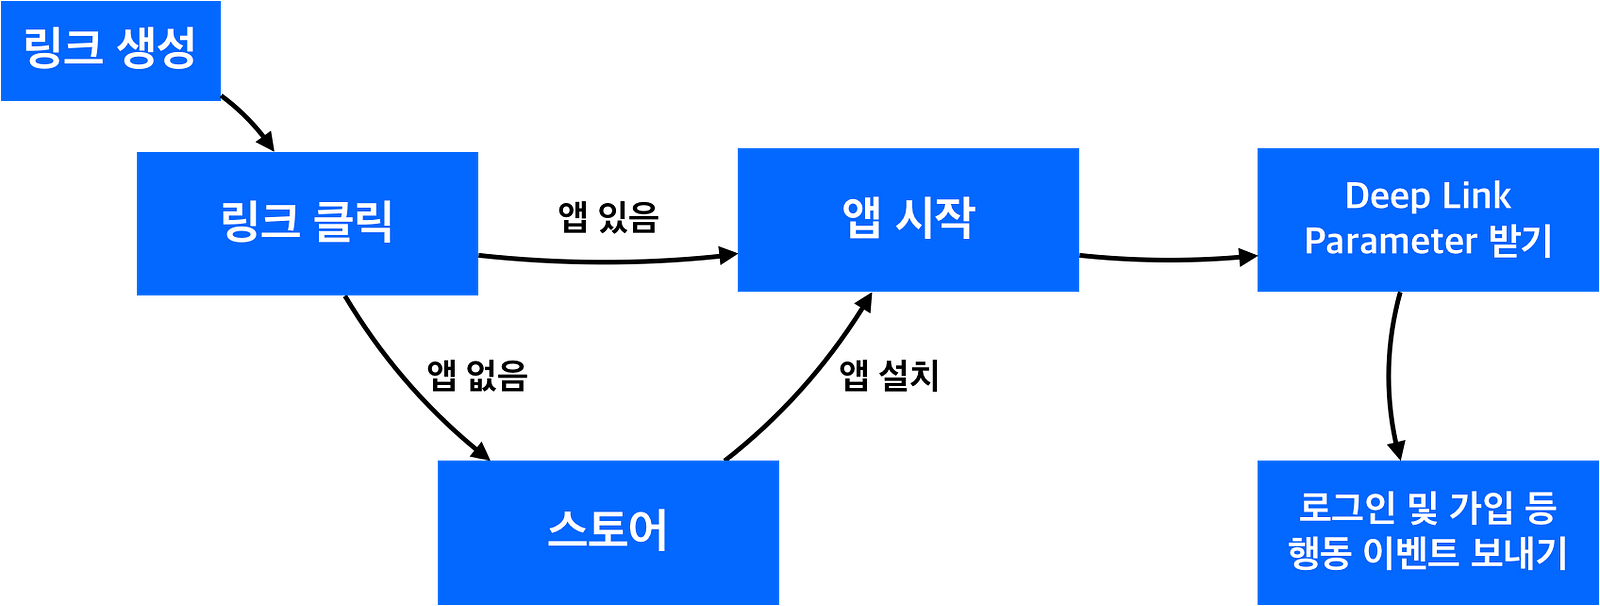 링크 생성
링크 클릭
앱 있음
앱 시작
Deep Link
Parameter 받기
앱 없음
앱 설치
스토어
로그인 및 가입 등
행동 이벤트 보내기